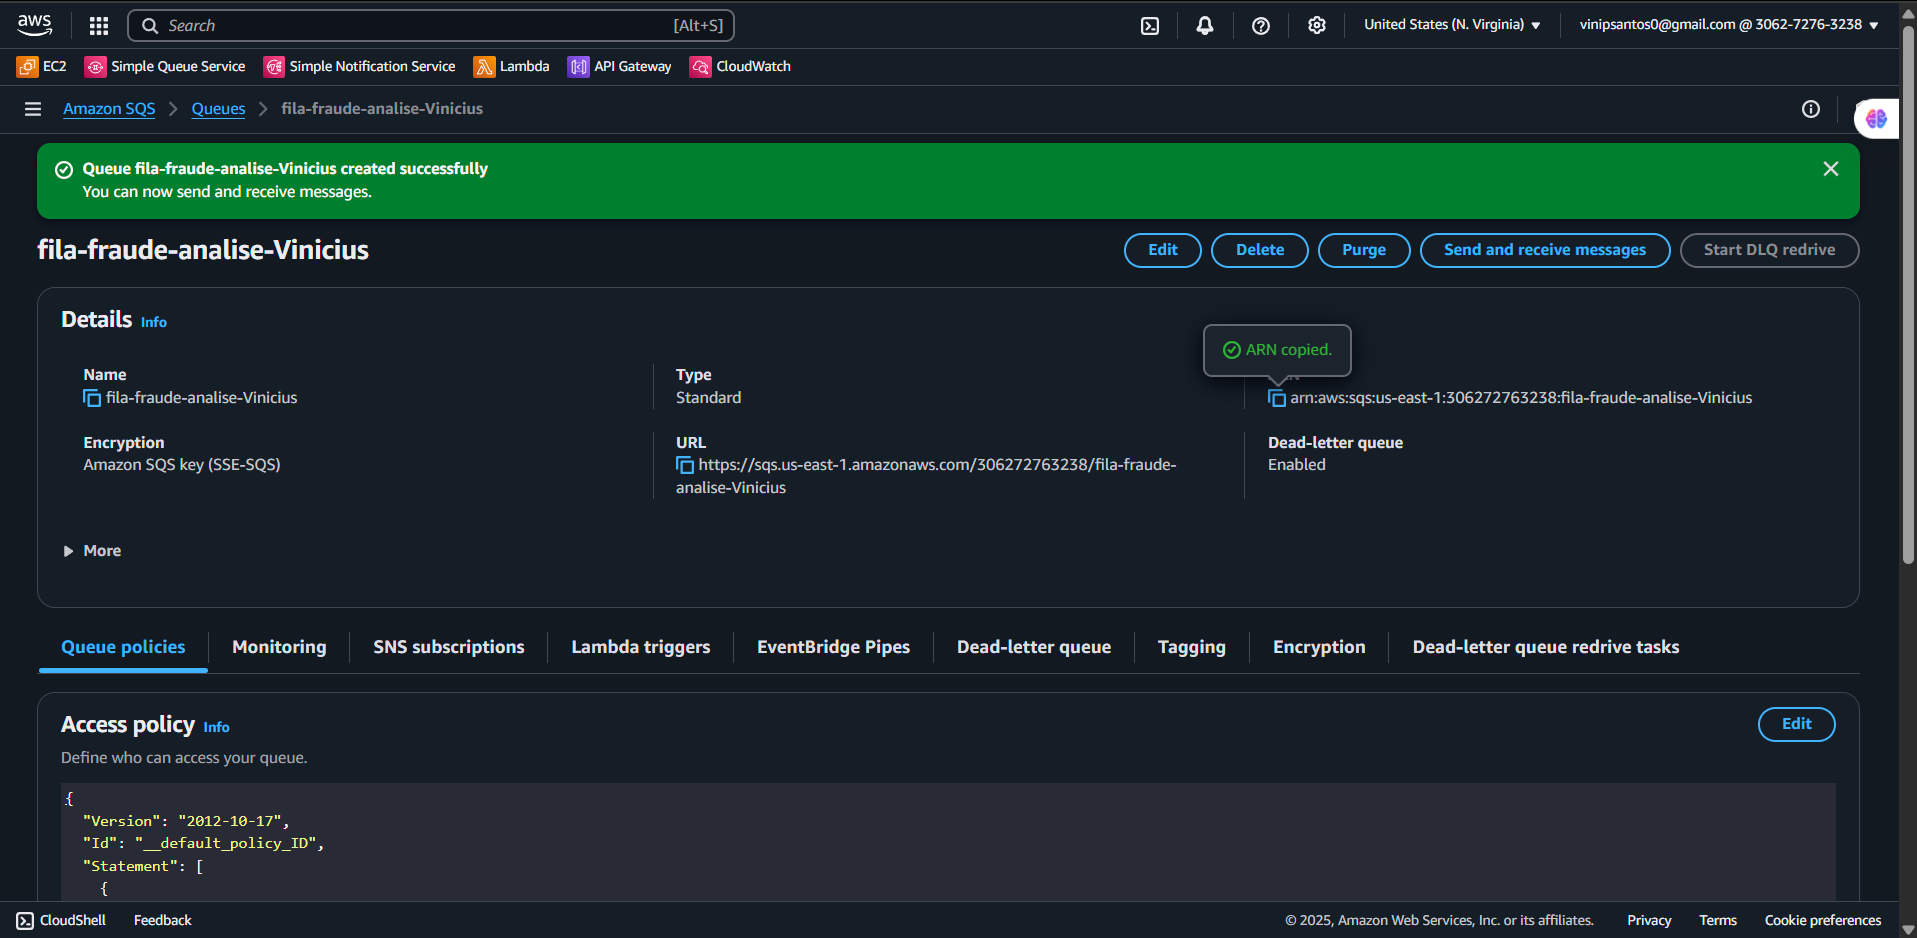 aws
Search [Alt+S]
United States (N. Virginia)
vinipsantos0@gmail.com @ 3062-7276-3238
EC2
Simple Queue Service
Simple Notification Service
Lambda
API Gateway
CloudWatch
Amazon SQS
Queues
fila-fraude-analise-Vinicius
Queue fila-fraude-analise-Vinicius created successfully
You can now send and receive messages.
fila-fraude-analise-Vinicius
Edit
Delete
Purge
Send and receive messages
Start DLQ redrive
Details Info
ARN copied.
Name
fila-fraude-analise-Vinicius
Type
Standard
arn:aws:sqs:us-east-1:306272763238:fila-fraude-analise-Vinicius
Encryption
Amazon SQS key (SSE-SQS)
URL
https://sqs.us-east-1.amazonaws.com/306272763238/fila-fraude-
analise-Vinicius
Dead-letter queue
Enabled
More
Queue policies
Monitoring
SNS subscriptions
Lambda triggers
EventBridge Pipes
Dead-letter queue
Tagging
Encryption
Dead-letter queue redrive tasks
Access policy Info
Edit
Define who can access your queue.
{
"Version": "2012-10-17",
"Id": "__default_policy_ID",
"Statement": [
{
CloudShell
Feedback
© 2025, Amazon Web Services, Inc. or its affiliates.
Privacy
Terms
Cookie preferences